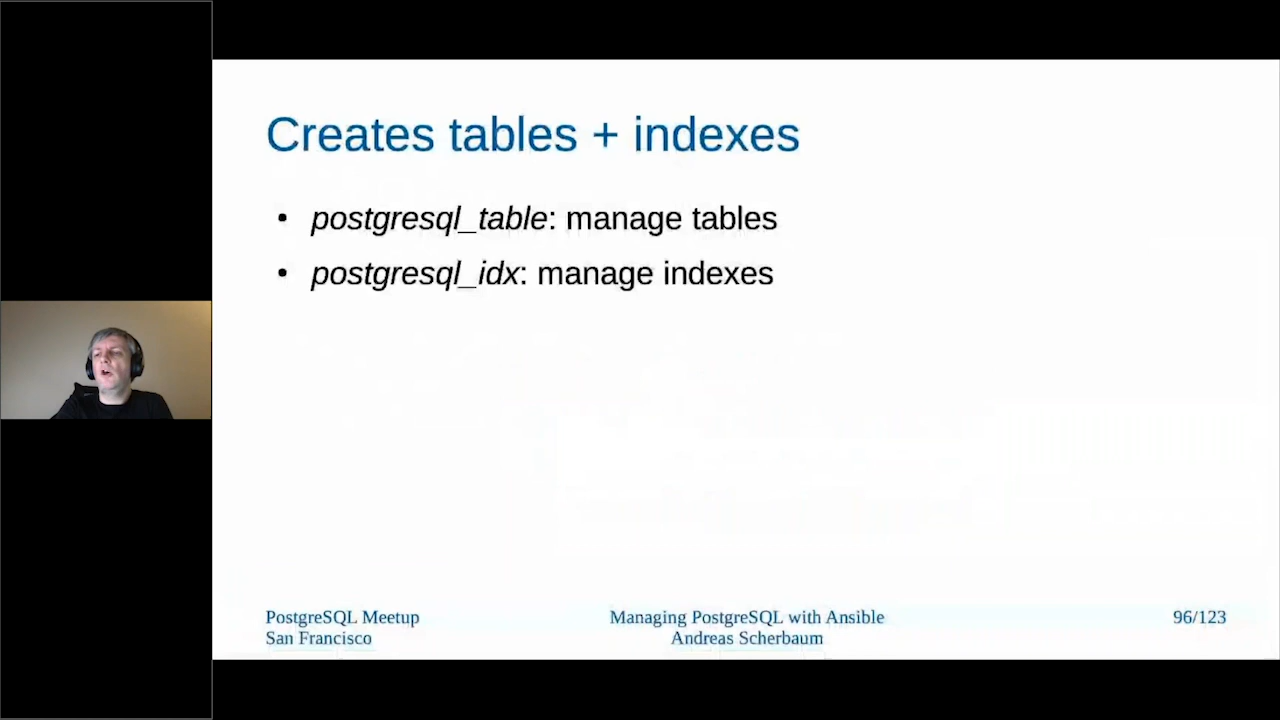 Creates tables + indexes
• postgresql_table: manage tables
• postgresql_idx: manage indexes
PostgreSQL Meetup
San Francisco
Managing PostgreSQL with Ansible
Andreas Scherbaum
96/123